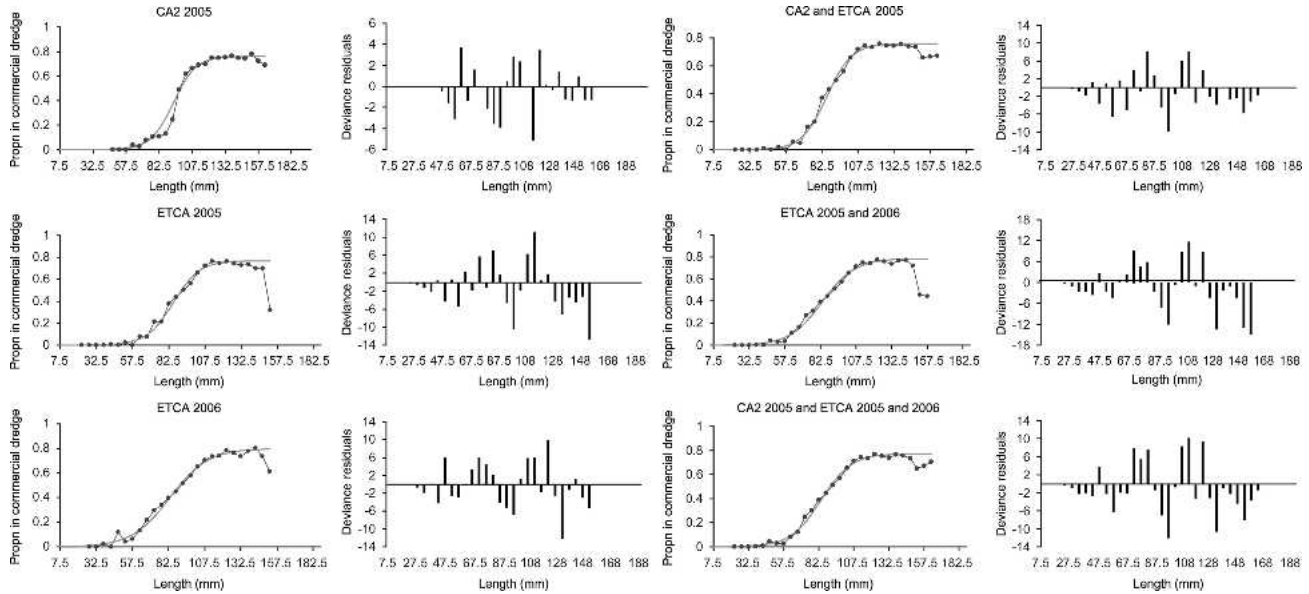 CA2 2005
Propn in commercial dredge
1
0.8
0.6
0.4
0.2
0
7.5 32.5 57.5 82.5 107.5 132.5 157.5 182.5
Length (mm)
Deviance residuals
6
4
2
0
-2
-4
-6
7.5 27.5 47.5 67.5 87.5 108 128 148 168 188
Length (mm)
CA2 and ETCA 2005
Propn in commercial dredge
1
0.8
0.6
0.4
0.2
0
7.5 32.5 57.5 82.5 107.5 132.5 157.5 182.5
Length (mm)
Deviance residuals
14
10
6
2
-2
-6
-10
-14
7.5 27.5 47.5 67.5 87.5 108 128 148 168 188
Length (mm)
ETCA 2005
Propn in commercial dredge
1
0.8
0.6
0.4
0.2
0
7.5 32.5 57.5 82.5 107.5 132.5 157.5 182.5
Length (mm)
Deviance residuals
14
10
6
2
-2
-6
-10
-14
7.5 27.5 47.5 67.5 87.5 108 128 148 168 188
Length (mm)
ETCA 2005 and 2006
Propn in commercial dredge
1
0.8
0.6
0.4
0.2
0
7.5 32.5 57.5 82.5 107.5 132.5 157.5 182.5
Length (mm)
Deviance residuals
18
12
6
0
-6
-12
-18
7.5 27.5 47.5 67.5 87.5 108 128 148 168 188
Length (mm)
ETCA 2006
Propn in commercial dredge
1
0.8
0.6
0.4
0.2
0
7.5 32.5 57.5 82.5 107.5 132.5 157.5 182.5
Length (mm)
Deviance residuals
14
10
6
2
-2
-6
-10
-14
7.5 27.5 47.5 67.5 87.5 108 128 148 168 188
Length (mm)
CA2 2005 and ETCA 2005 and 2006
Propn in commercial dredge
1
0.8
0.6
0.4
0.2
0
7.5 32.5 57.5 82.5 107.5 132.5 157.5 182.5
Length (mm)
Deviance residuals
14
10
6
2
-2
-6
-10
-14
7.5 27.5 47.5 67.5 87.5 108 128 148 168 188
Length (mm)